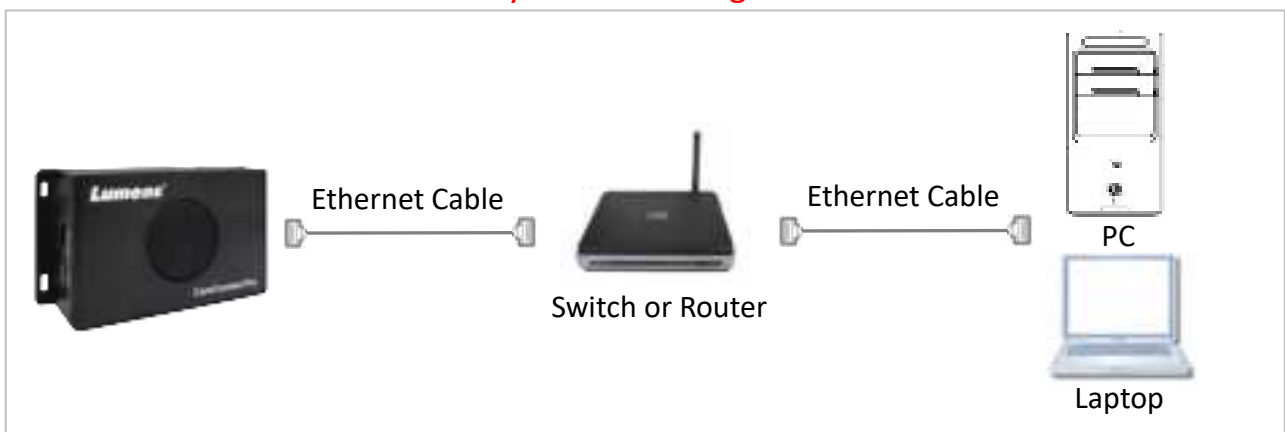 Lumens
Ethernet Cable
Ethernet Cable
Switch or Router
PC
Laptop